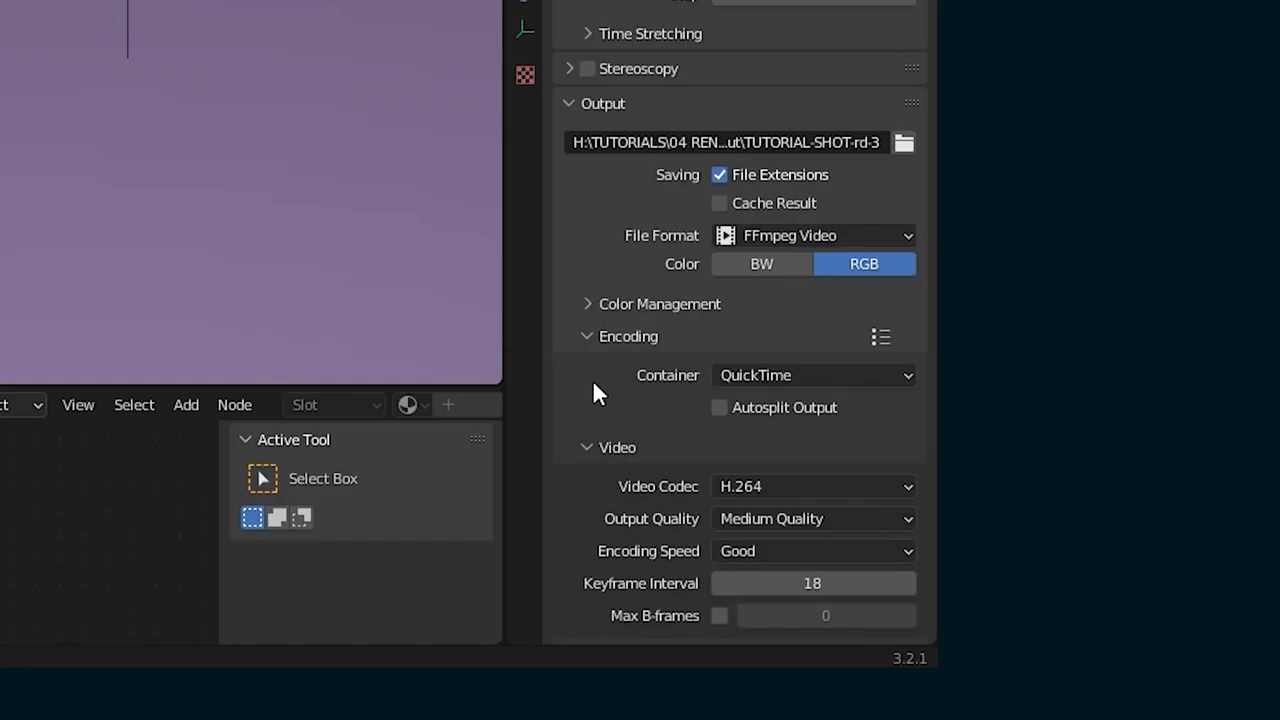 Time Stretching
Stereoscopy
Output
H:\TUTORIALS\04 REN...ut\TUTORIAL-SHOT-rd-3
Saving File Extensions
Cache Result
File Format FFmpeg Video
Color BW RGB
Color Management
Encoding
Container QuickTime
Autosplit Output
Video
Video Codec H.264
Output Quality Medium Quality
Encoding Speed Good
Keyframe Interval 18
Max B-frames 0
View Select Add Node Slot
Active Tool
Select Box
3.2.1